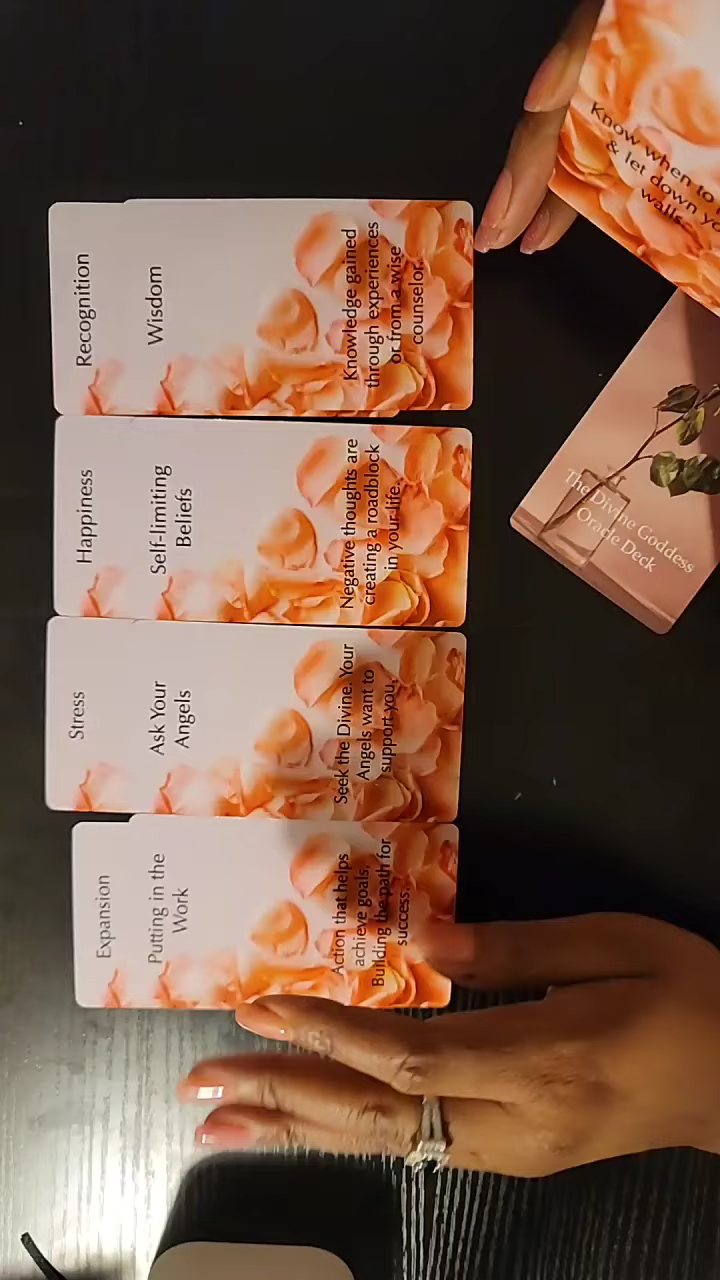 Expansion
Putting in the
Work
Action that helps
achieve goals,
Building the path for
success.
Stress
Ask Your
Angels
Seek the Divine. Your
Angels want to
support you.
Happiness
Self-limiting
Beliefs
Negative thoughts are
creating a roadblock
in your life.
Recognition
Wisdom
Knowledge gained
through experiences
or from a wise
counselor.
Know when to
& let down
walls.
The Divine Goddess
Oracle Deck